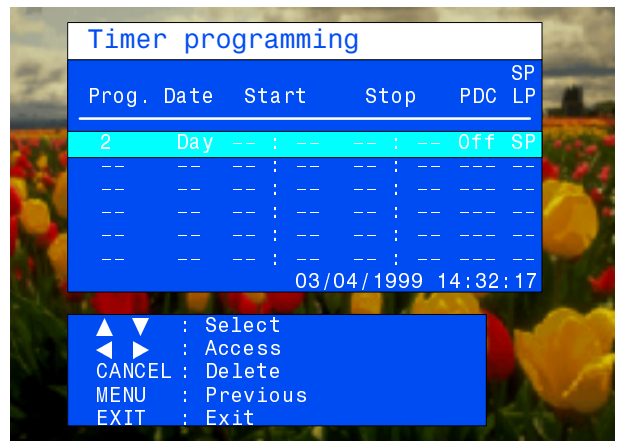 Timer programming
SP
Prog. Date Start Stop PDC LP
2 Day -- : -- -- : -- Off SP
-- -- -- : -- -- : -- --- --
-- -- -- : -- -- : -- --- --
-- -- -- : -- -- : -- --- --
-- -- -- : -- -- : -- --- --
-- -- -- : -- -- : -- --- --
03/04/1999 14:32:17
▲ ▼ : Select
◀ ▶ : Access
CANCEL : Delete
MENU : Previous
EXIT : Exit